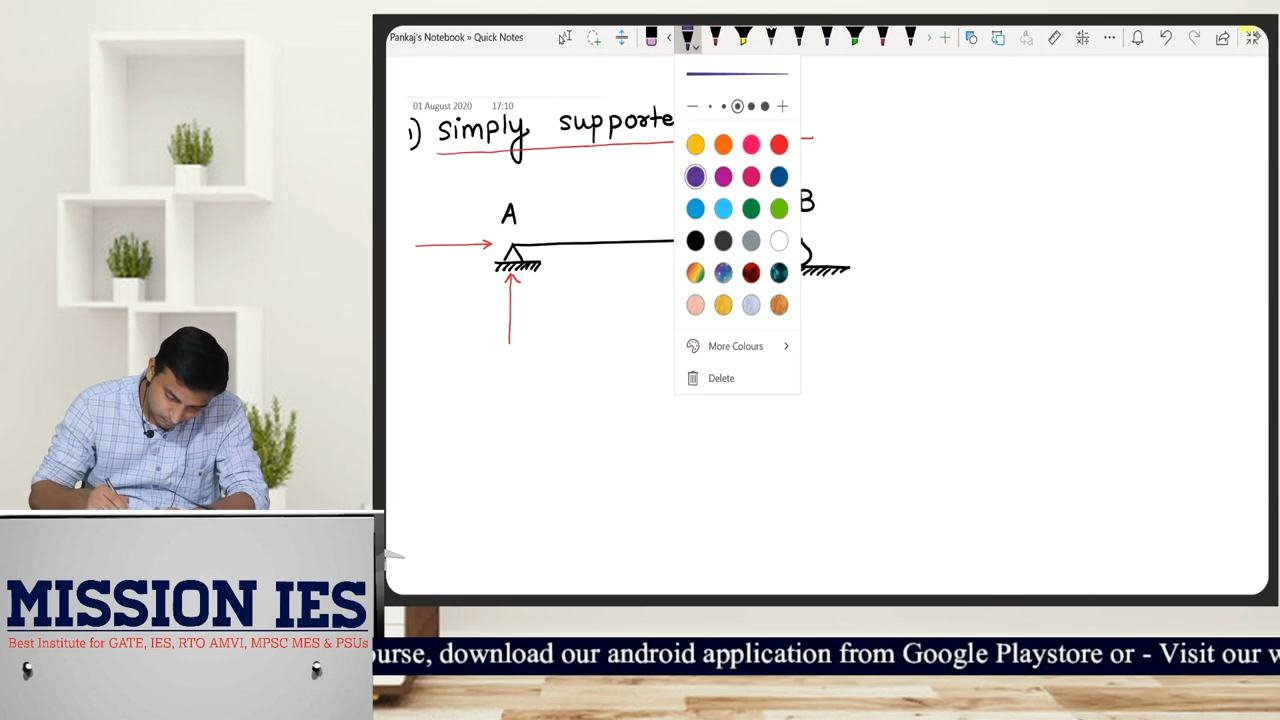 Pankaj's Notebook » Quick Notes
01 August 2020 17:10
1) simply supporte
A
B
More Colours
Delete
MISSION IES
Best Institute for GATE, IES, RTO AMVI, MPSC MES & PSUs
ourse, download our android application from Google Playstore or - Visit our w